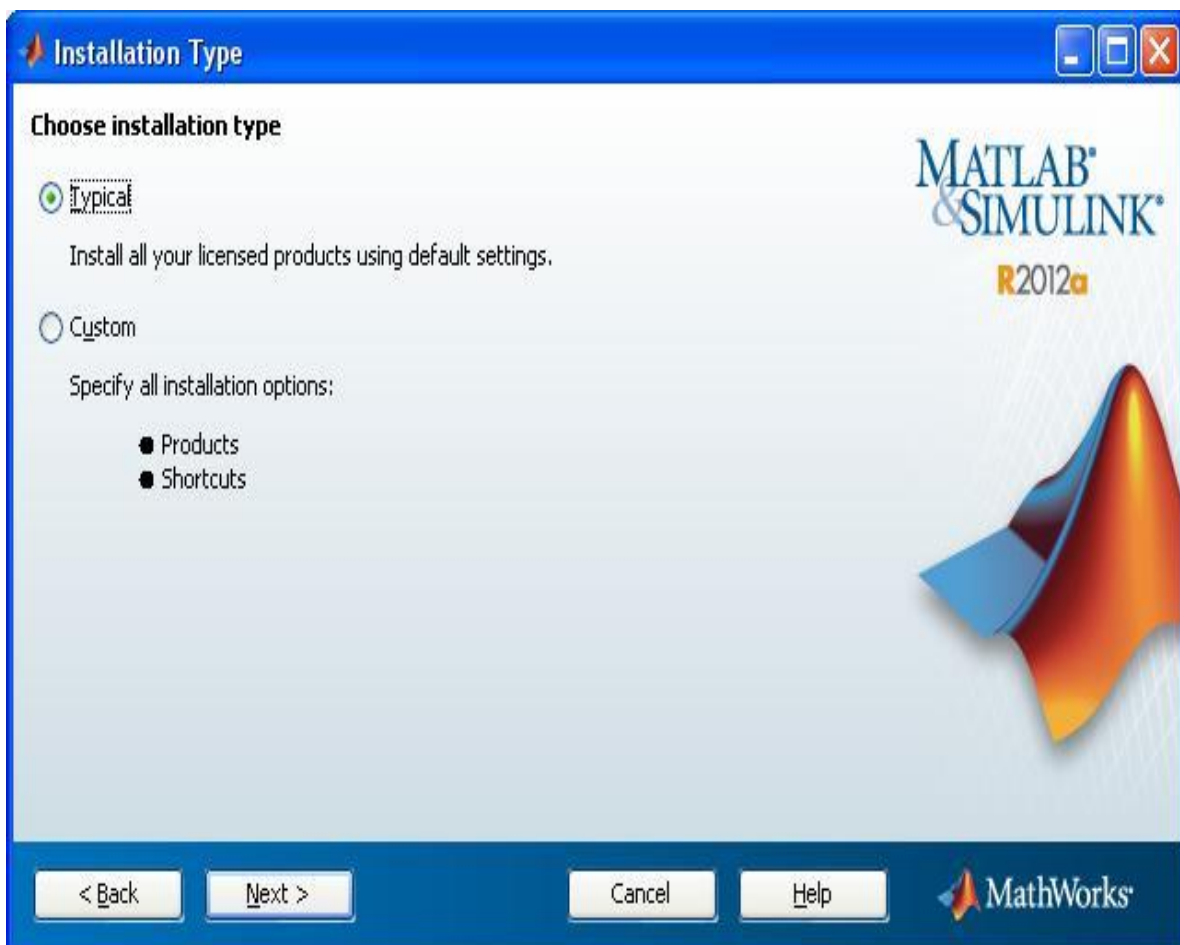 Installation Type
Choose installation type
Typical
Install all your licensed products using default settings.
Custom
Specify all installation options:
● Products
● Shortcuts
MATLAB®
&SIMULINK®
R2012a
< Back
Next >
Cancel
Help
MathWorks®